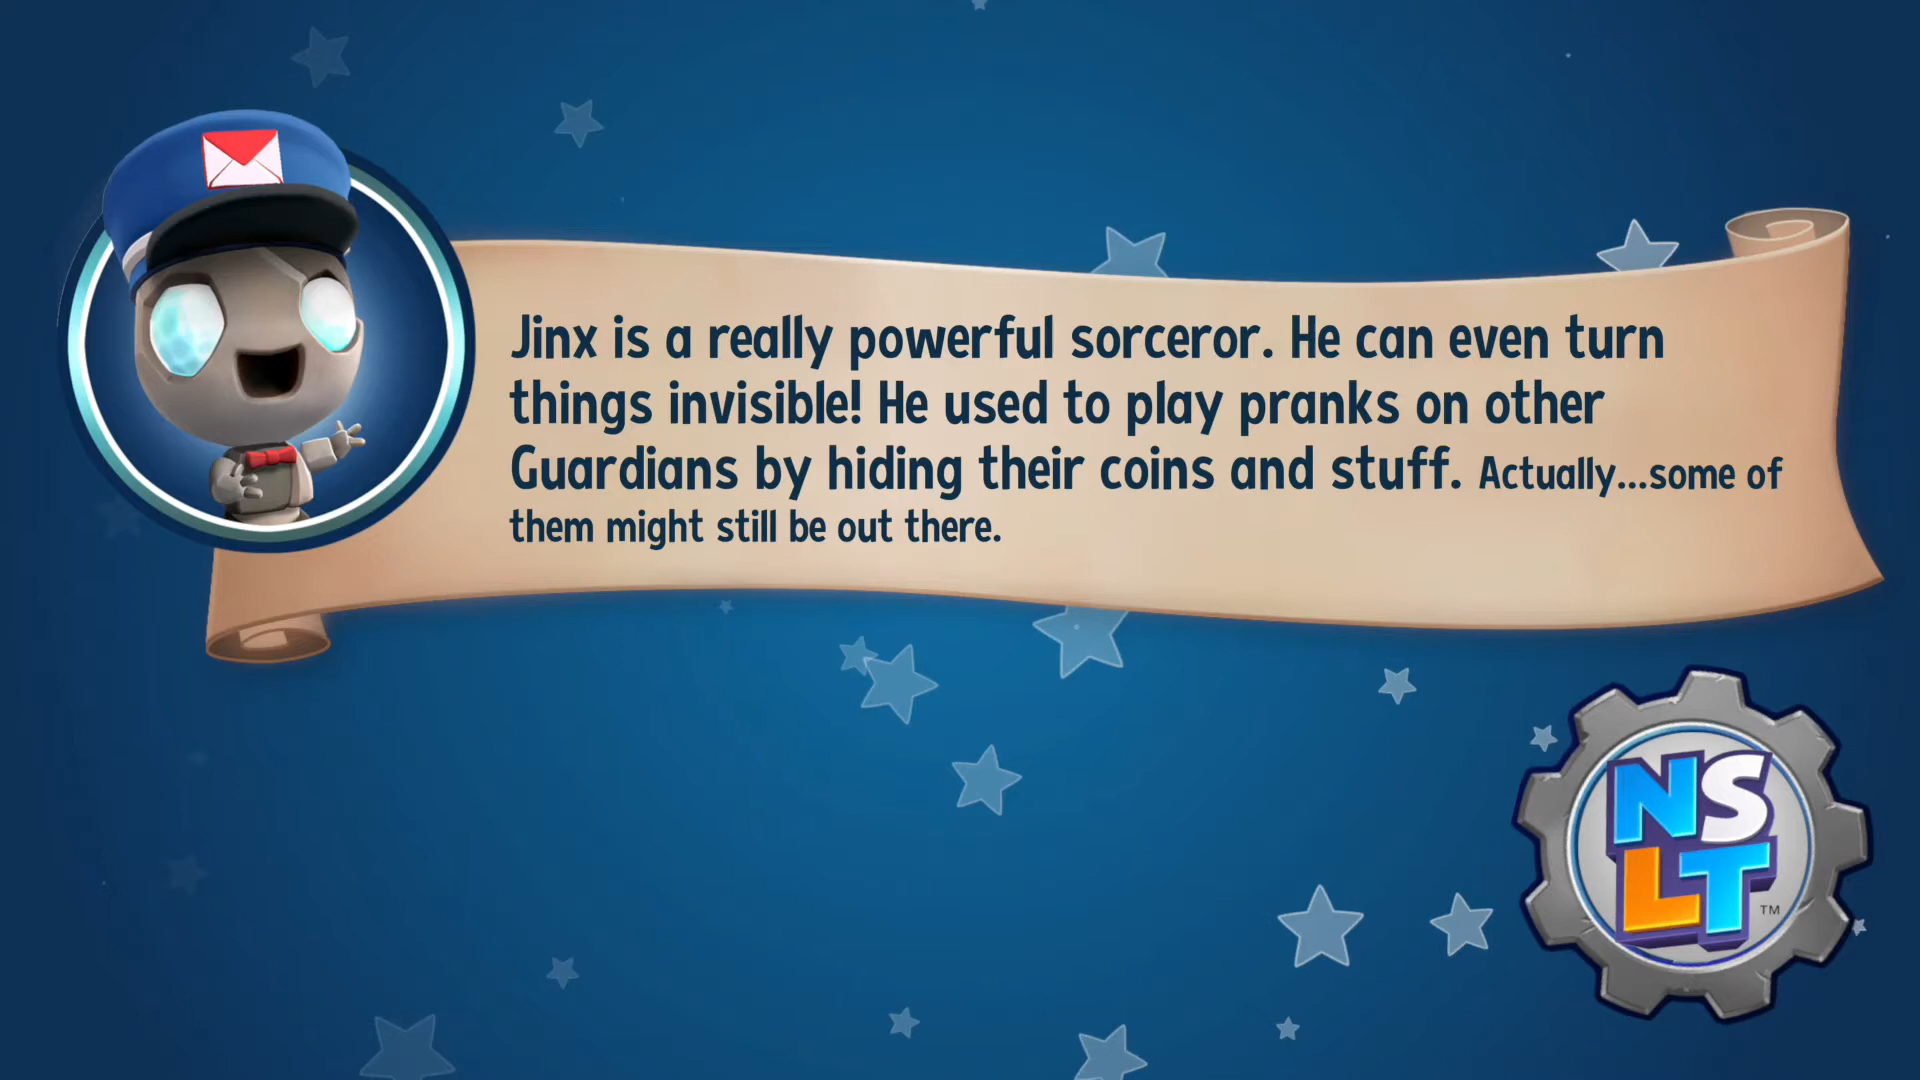 Jinx is a really powerful sorceror. He can even turn
things invisible! He used to play pranks on other
Guardians by hiding their coins and stuff. Actually...some of
them might still be out there.
NS
LT
TM